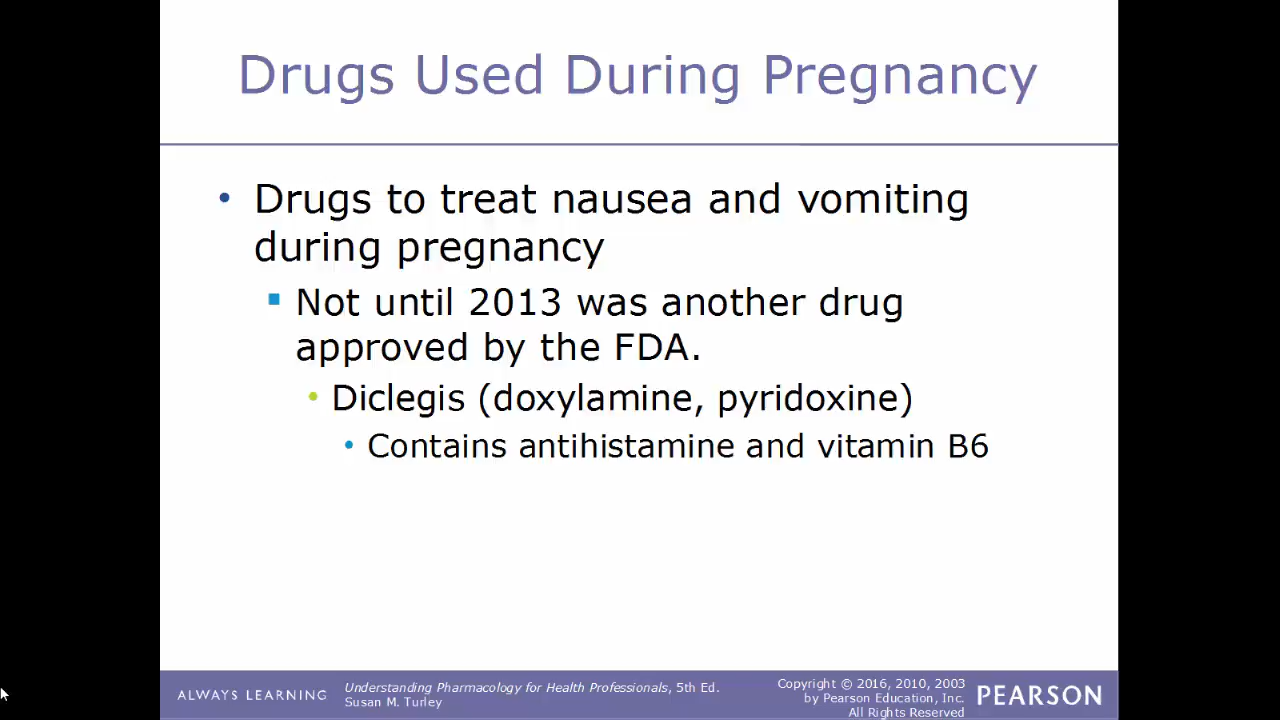 Drugs Used During Pregnancy
• Drugs to treat nausea and vomiting
during pregnancy
▪ Not until 2013 was another drug
approved by the FDA.
• Diclegis (doxylamine, pyridoxine)
• Contains antihistamine and vitamin B6
ALWAYS LEARNING
Understanding Pharmacology for Health Professionals, 5th Ed.
Susan M. Turley
Copyright © 2016, 2010, 2003
by Pearson Education, Inc.
All Rights Reserved
PEARSON